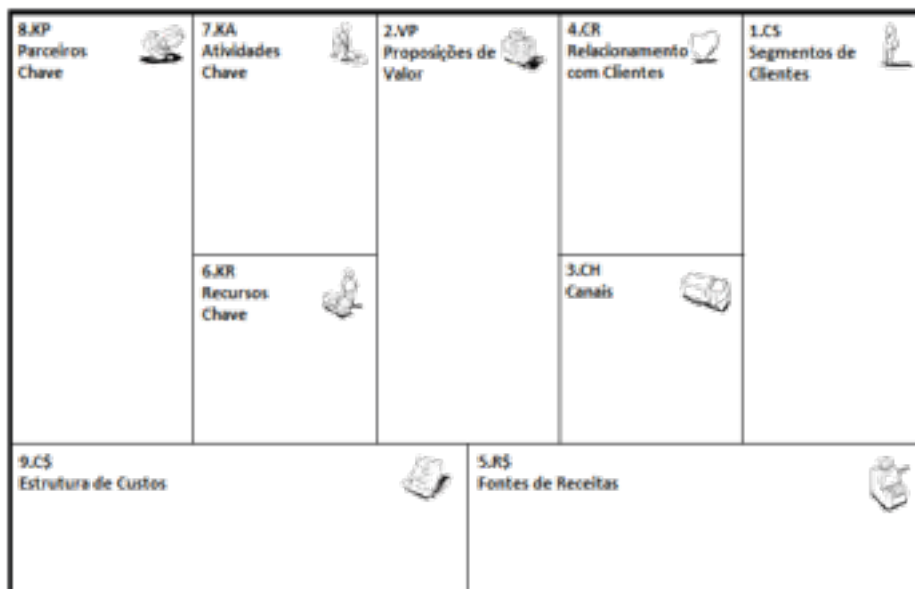 8.KP
Parceiros
Chave
7.KA
Atividades
Chave
2.VP
Proposições de
Valor
4.CR
Relacionamento
com Clientes
1.CS
Segmentos de
Clientes
6.KR
Recursos
Chave
3.CH
Canais
9.C$
Estrutura de Custos
5.R$
Fontes de Receitas